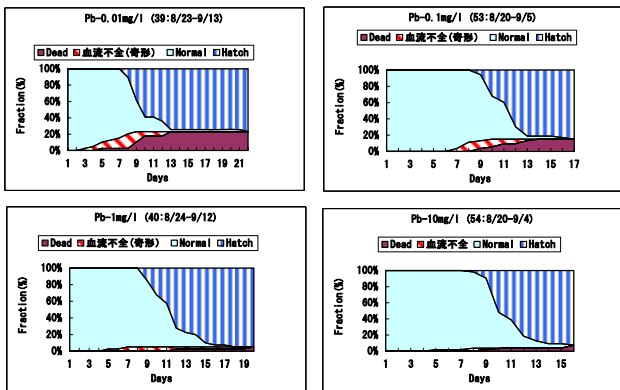 Pb-0.01mg/l (39:8/23-9/13)
Dead 血流不全(奇形) Normal Hatch
Fraction(%)
100%
80%
60%
40%
20%
0%
1 3 5 7 9 11 13 15 17 19 21
Days
Pb-0.1mg/l (53:8/20-9/5)
Dead 血流不全(奇形) Normal Hatch
Fraction(%)
100%
80%
60%
40%
20%
0%
1 3 5 7 9 11 13 15 17
Days
Pb-1mg/l (40:8/24-9/12)
Dead 血流不全(奇形) Normal Hatch
Fraction(%)
100%
80%
60%
40%
20%
0%
1 3 5 7 9 11 13 15 17 19
Days
Pb-10mg/l (54:8/20-9/4)
Dead 血流不全 Normal Hatch
Fraction(%)
100%
80%
60%
40%
20%
0%
1 3 5 7 9 11 13 15
Days